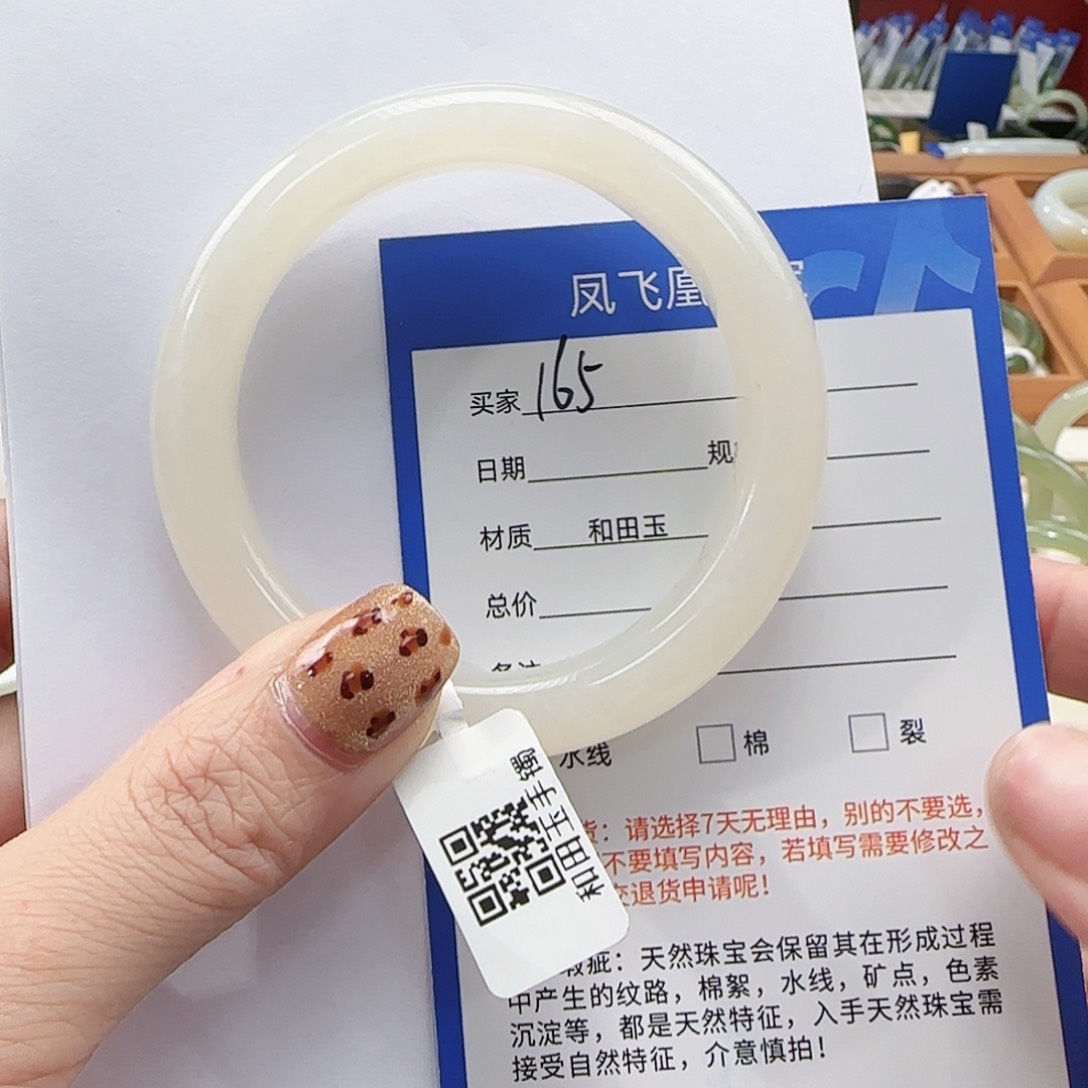 凤飞凰
买家 165
日期 规
材质 和田玉
总价
水线 棉 裂
货：请选择7天无理由，别的不要选，
不要填写内容，若填写需要修改之
交退货申请呢！
瑕疵：天然珠宝会保留其在形成过程
中产生的纹路，棉絮，水线，矿点，色素
沉淀等，都是天然特征，入手天然珠宝需
接受自然特征，介意慎拍！
和田玉手镯